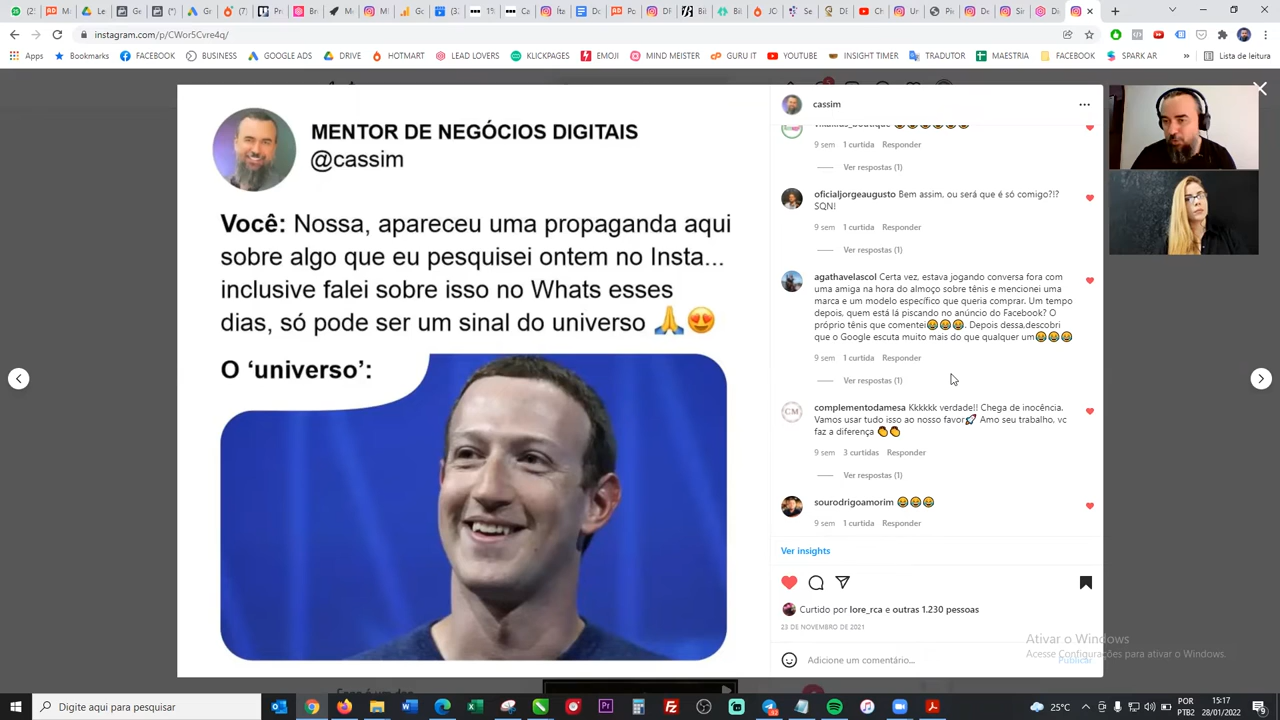 instagram.com/p/CWor5Cvre4q/
Apps
Bookmarks
FACEBOOK
BUSINESS
GOOGLE ADS
DRIVE
HOTMART
LEAD LOVERS
KLICKPAGES
EMOJI
MIND MEISTER
GURU IT
YOUTUBE
INSIGHT TIMER
TRADUTOR
MAESTRIA
FACEBOOK
SPARK AR
»
Lista de leitura
MENTOR DE NEGÓCIOS DIGITAIS
@cassim
Você: Nossa, apareceu uma propaganda aqui
sobre algo que eu pesquisei ontem no Insta...
inclusive falei sobre isso no Whats esses
dias, só pode ser um sinal do universo 🙏😍
O ‘universo’:
cassim
9 sem 1 curtida Responder
Ver respostas (1)
oficialjorgeaugusto Bem assim, ou será que é só comigo?!?
SQN!
9 sem 1 curtida Responder
Ver respostas (1)
agathavelascol Certa vez, estava jogando conversa fora com
uma amiga na hora do almoço sobre tênis e mencionei uma
marca e um modelo específico que queria comprar. Um tempo
depois, quem está lá piscando no anúncio do Facebook? O
próprio tênis que comentei😂😂😂. Depois dessa,descobri
que o Google escuta muito mais do que qualquer um😂😂😂
9 sem 1 curtida Responder
Ver respostas (1)
CM
complementodamesa Kkkkkk verdade!! Chega de inocência.
Vamos usar tudo isso ao nosso favor🚀 Amo seu trabalho, vc
faz a diferença 👏👏
9 sem 3 curtidas Responder
Ver respostas (1)
sourodrigoamorim 😂😂😂
9 sem 1 curtida Responder
Ver insights
Curtido por lore_rca e outras 1.230 pessoas
23 DE NOVEMBRO DE 2021
Adicione um comentário...
Publicar
Ativar o Windows
Acesse Configurações para ativar o Windows.
Digite aqui para pesquisar
25°C
POR
PTB2
15:17
28/01/2022